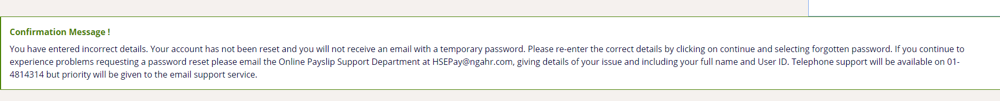 Confirmation Message !
You have entered incorrect details. Your account has not been reset and you will not receive an email with a temporary password. Please re-enter the correct details by clicking on continue and selecting forgotten password. If you continue to
experience problems requesting a password reset please email the Online Payslip Support Department at HSEPay@ngahr.com, giving details of your issue and including your full name and User ID. Telephone support will be available on 01-
4814314 but priority will be given to the email support service.